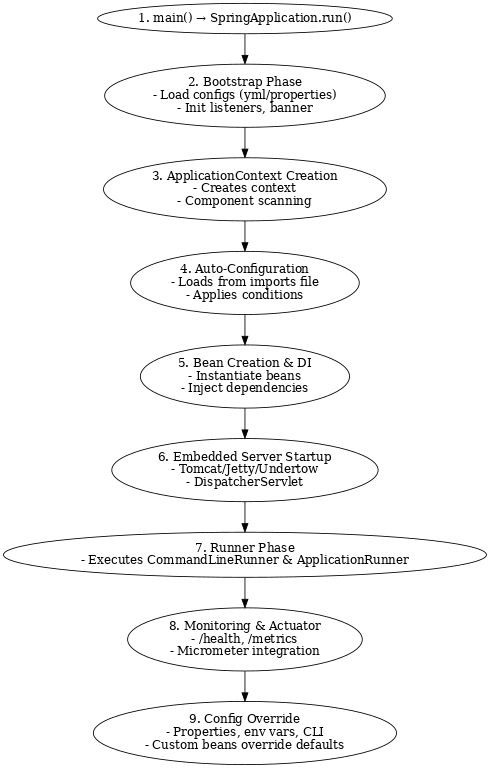 1. main() → SpringApplication.run()
2. Bootstrap Phase
- Load configs (yml/properties)
- Init listeners, banner
3. ApplicationContext Creation
- Creates context
- Component scanning
4. Auto-Configuration
- Loads from imports file
- Applies conditions
5. Bean Creation & DI
- Instantiate beans
- Inject dependencies
6. Embedded Server Startup
- Tomcat/Jetty/Undertow
- DispatcherServlet
7. Runner Phase
- Executes CommandLineRunner & ApplicationRunner
8. Monitoring & Actuator
- /health, /metrics
- Micrometer integration
9. Config Override
- Properties, env vars, CLI
- Custom beans override defaults